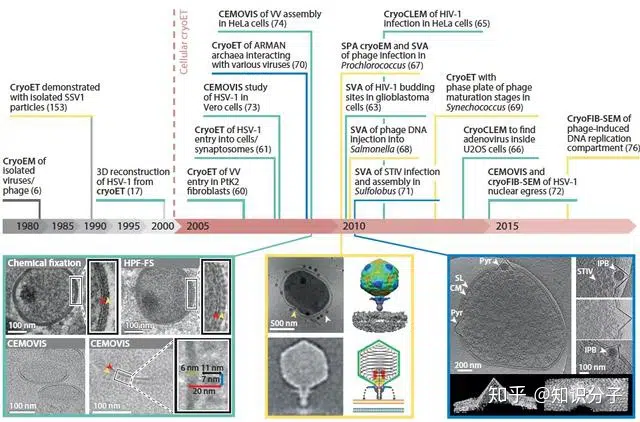 Cellular cryoET
CEMOVIS of VV assembly
in HeLa cells (74)
CryoET of ARMAN
archaea interacting
with various viruses (70)
CEMOVIS study
of HSV-1 in
Vero cells (73)
CryoET of HSV-1
entry into cells/
synaptosomes (61)
CryoET of VV
entry in PtK2
fibroblasts (60)
CryoET demonstrated
with isolated SSV1
particles (153)
CryoEM of
isolated
viruses/
phage (6)
3D reconstruction
of HSV-1 from
cryoET (17)
CryoCLEM of HIV-1
infection in HeLa cells (65)
SPA cryoEM and SVA
of phage infection in
Prochlorococcus (67)
SVA of HIV-1 budding
sites in glioblastoma
cells (63)
SVA of phage DNA
injection into
Salmonella (68)
SVA of STIV infection
and assembly in
Sulfolobus (71)
CryoET with
phase plate of phage
maturation stages in
Synechococcus (69)
CryoCLEM to find
adenovirus inside
U2OS cells (66)
CEMOVIS and
cryoFIB-SEM of HSV-1
nuclear egress (72)
CryoFIB-SEM of
phage-induced
DNA replication
compartment (76)
1980 1985 1990 1995 2000 2005 2010 2015
Chemical fixation
100 nm
HPF-FS
100 nm
CEMOVIS
100 nm
CEMOVIS
100 nm
6 nm 11 nm
7 nm
20 nm
500 nm
Pyr
SL
CM
Pyr
200 nm
IPB
STIV
IPB
100 nm
知乎 @知识分子